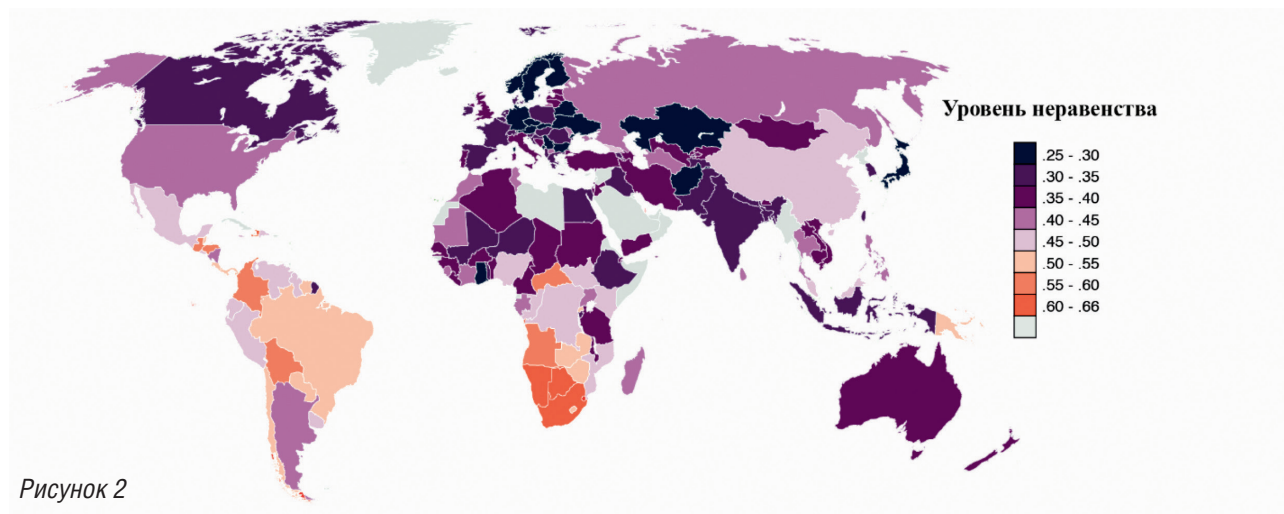 Уровень неравенства
.25 - .30
.30 - .35
.35 - .40
.40 - .45
.45 - .50
.50 - .55
.55 - .60
.60 - .66
Рисунок 2